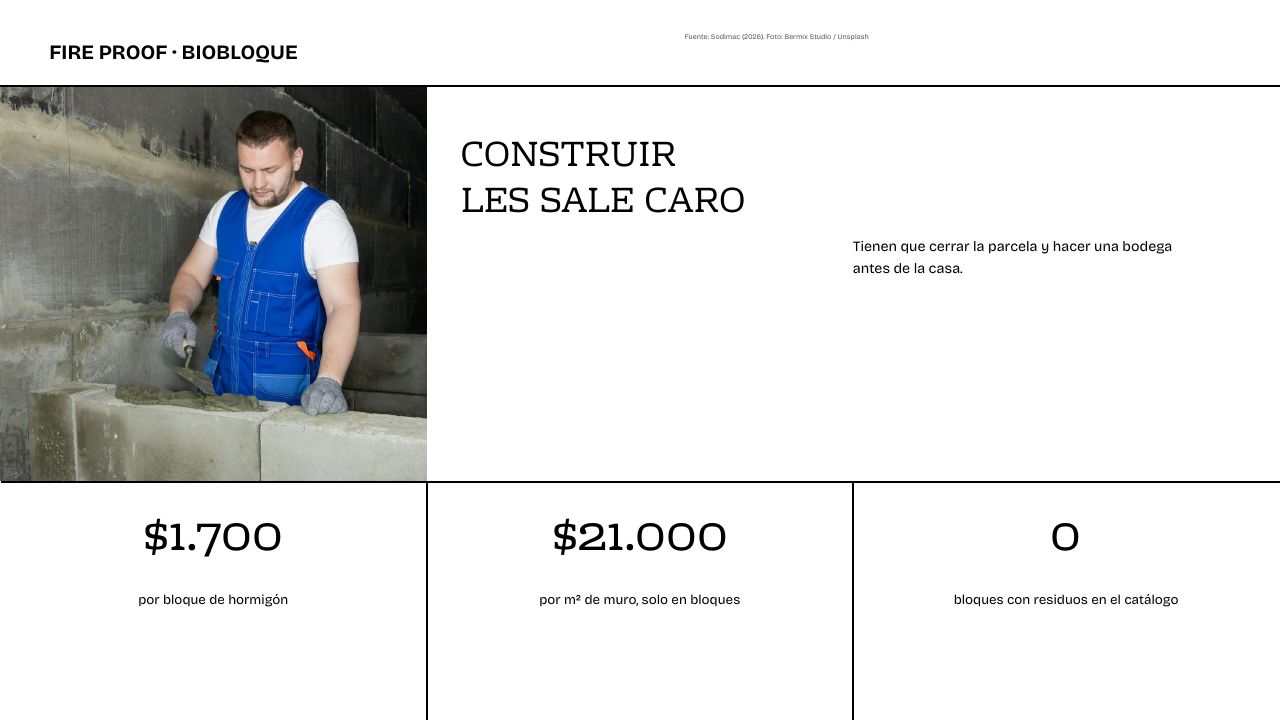 FIRE PROOF · BIOBLOQUE
Fuente: Sodimac (2026). Foto: Bermix Studio / Unsplash
CONSTRUIR
LES SALE CARO
Tienen que cerrar la parcela y hacer una bodega
antes de la casa.
$1.700
por bloque de hormigón
$21.000
por m² de muro, solo en bloques
0
bloques con residuos en el catálogo